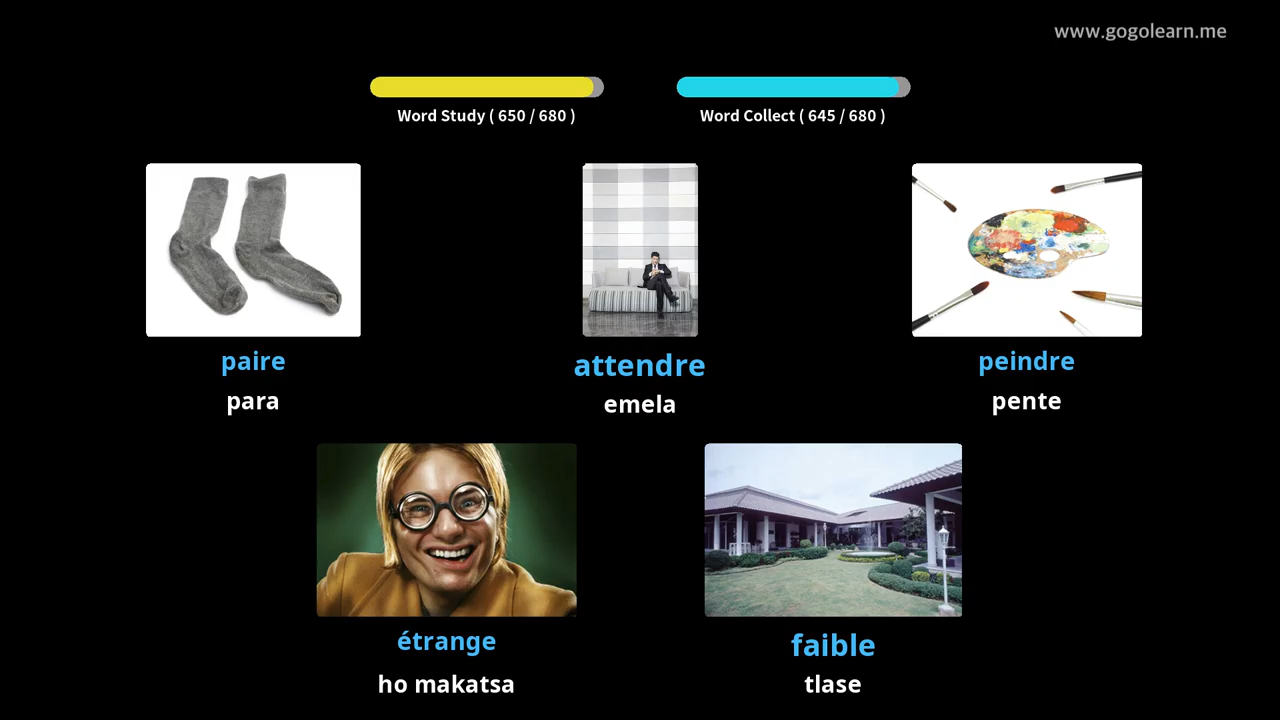 www.gogolearn.me
Word Study ( 650 / 680 )
Word Collect ( 645 / 680 )
paire
para
attendre
emela
peindre
pente
étrange
ho makatsa
faible
tlase